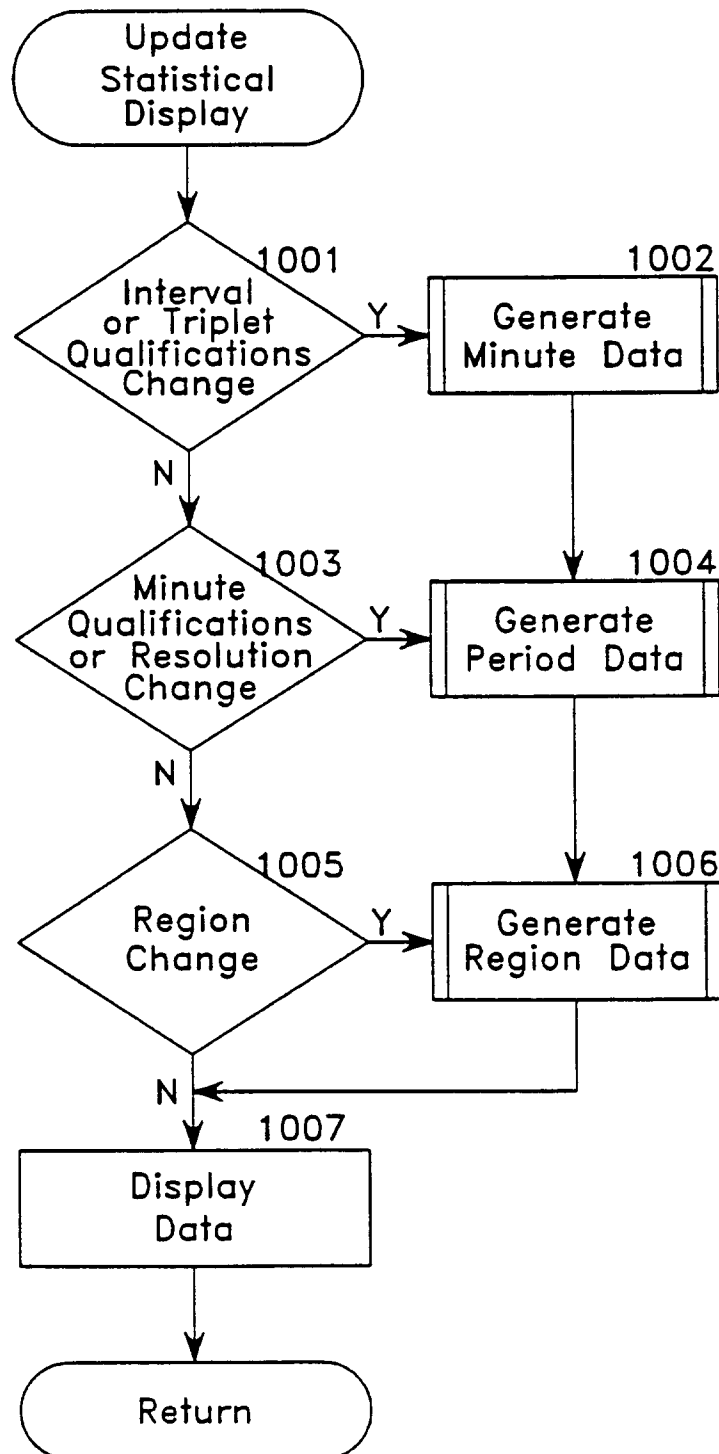 Update
Statistical
Display
1001
Interval
or Triplet
Qualifications
Change
Y
1002
Generate
Minute Data
N
1003
Minute
Qualifications
or Resolution
Change
Y
1004
Generate
Period Data
N
1005
Region
Change
Y
1006
Generate
Region Data
N
1007
Display
Data
Return